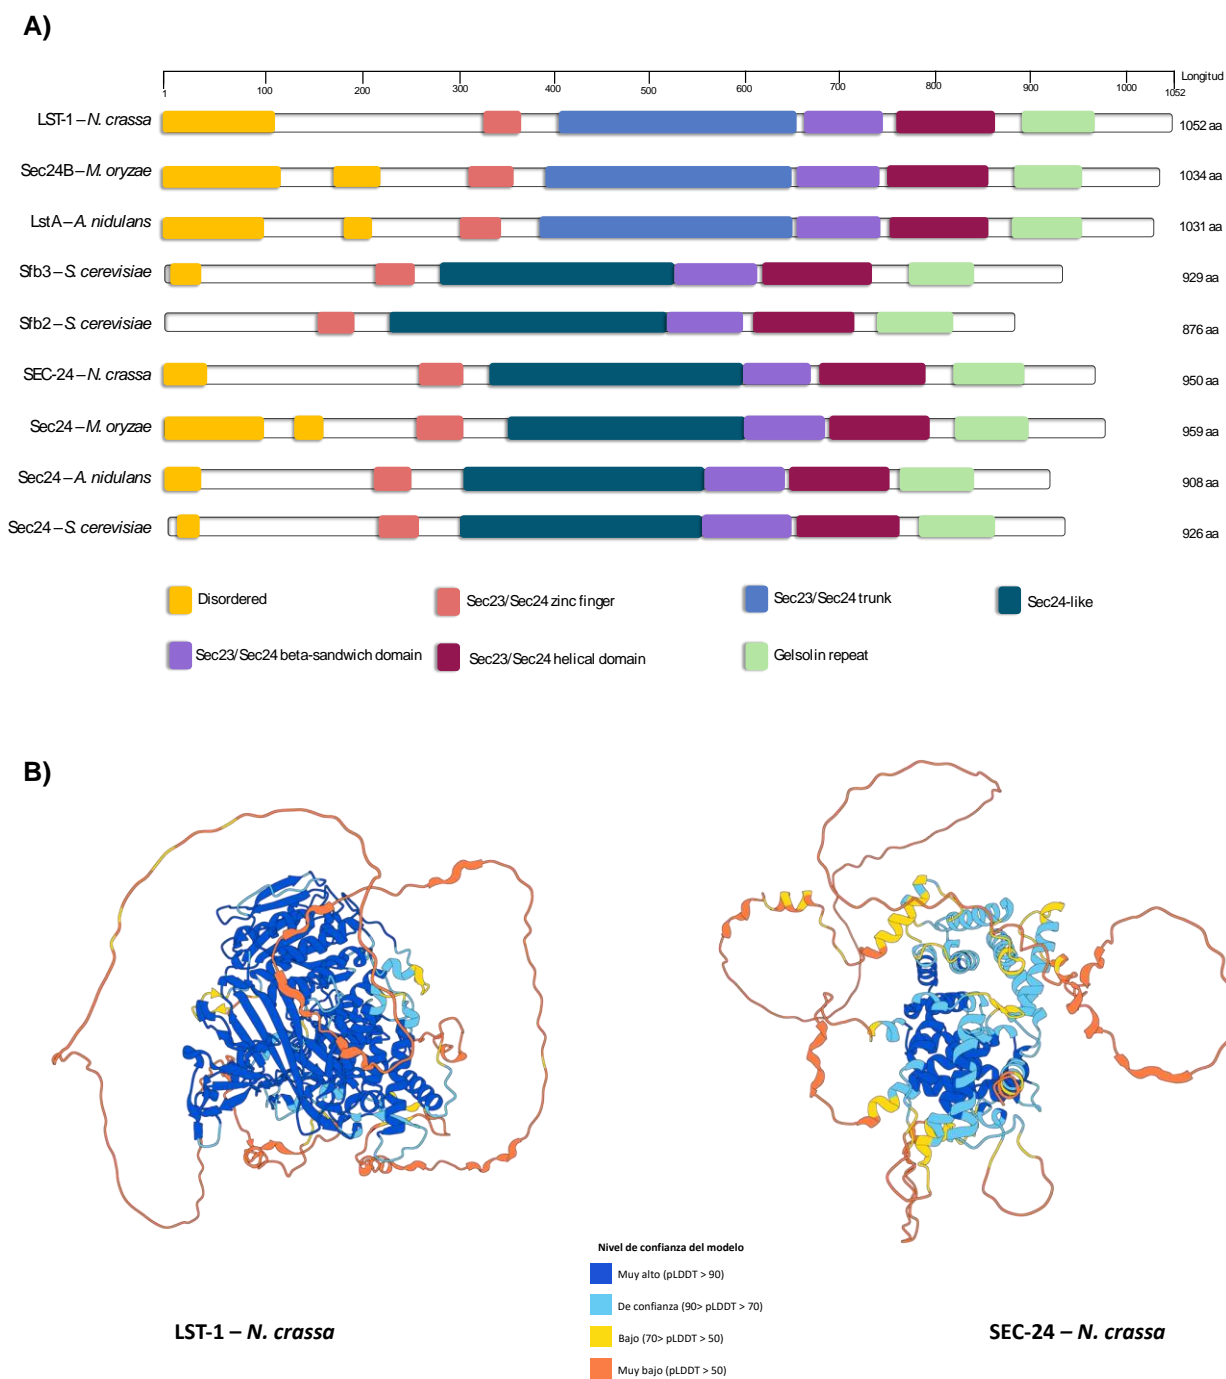 A)
Longitud
1 100 200 300 400 500 600 700 800 900 1000 1052
LST-1 – N. crassa 1052 aa
Sec24B – M. oryzae 1034 aa
LstA – A. nidulans 1031 aa
Sfb3 – S. cerevisiae 929 aa
Sfb2 – S. cerevisiae 876 aa
SEC-24 – N. crassa 950 aa
Sec24 – M. oryzae 959 aa
Sec24 – A. nidulans 908 aa
Sec24 – S. cerevisiae 926 aa
Disordered Sec23/Sec24 zinc finger Sec23/Sec24 trunk Sec24-like
Sec23/Sec24 beta-sandwich domain Sec23/Sec24 helical domain Gelsolin repeat
B)
Nivel de confianza del modelo
Muy alto (pLDDT > 90)
De confianza (90> pLDDT > 70)
Bajo (70> pLDDT > 50)
Muy bajo (pLDDT > 50)
LST-1 – N. crassa SEC-24 – N. crassa